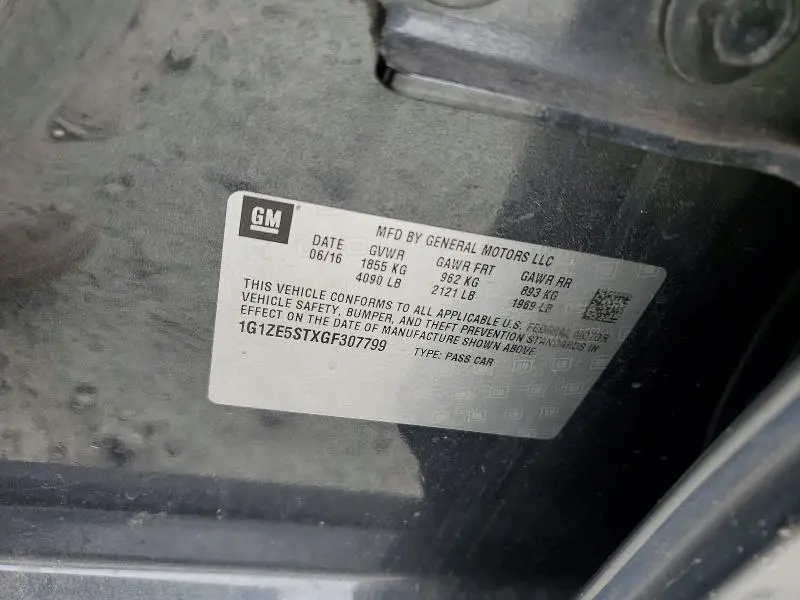 GM
MFD BY GENERAL MOTORS LLC
DATE GVWR GAWR FRT GAWR RR
06/16 1855 KG 962 KG 893 KG
4090 LB 2121 LB 1969 LB
THIS VEHICLE CONFORMS TO ALL APPLICABLE U.S. FEDERAL MOTOR
VEHICLE SAFETY, BUMPER, AND THEFT PREVENTION STANDARDS IN
EFFECT ON THE DATE OF MANUFACTURE SHOWN ABOVE.
1G1ZE5STXGF307799 TYPE: PASS CAR